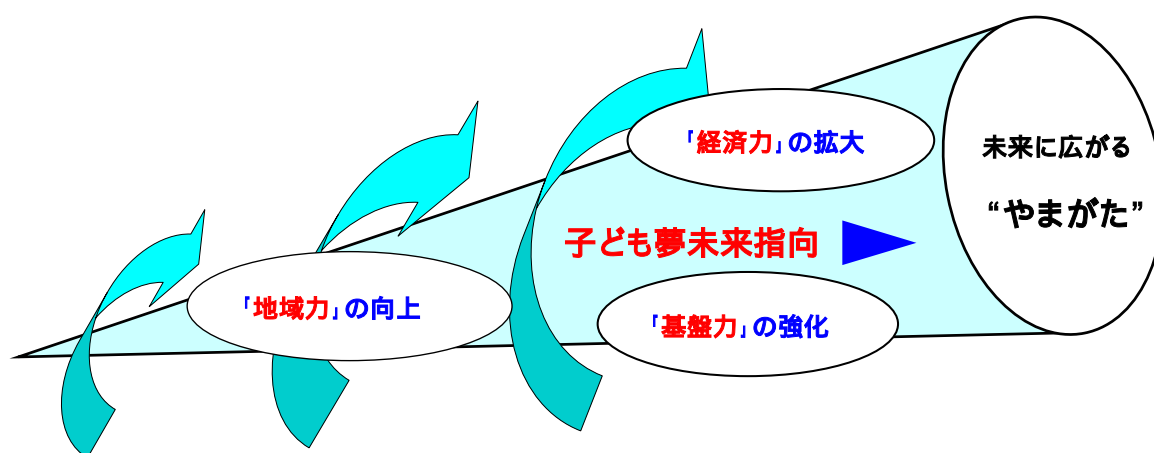 「経済力」の拡大
未来に広がる
“やまがた”
子ども夢未来指向
「地域力」の向上
「基盤力」の強化